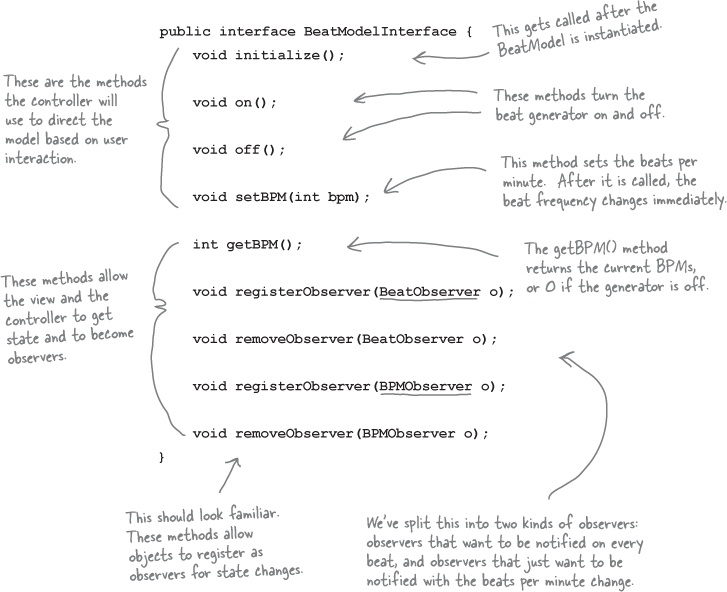 public interface BeatModelInterface {
This gets called after the
BeatModel is instantiated.
void initialize();
These are the methods
the controller will
use to direct the
model based on user
interaction.
void on();
These methods turn the
beat generator on and off.
void off();
void setBPM(int bpm);
This method sets the beats per
minute. After it is called, the
beat frequency changes immediately.
int getBPM();
The getBPM() method
returns the current BPMs,
or 0 if the generator is off.
These methods allow
the view and the
controller to get
state and to become
observers.
void registerObserver(BeatObserver o);
void removeObserver(BeatObserver o);
void registerObserver(BPMObserver o);
void removeObserver(BPMObserver o);
}
This should look familiar.
These methods allow
objects to register as
observers for state changes.
We've split this into two kinds of observers:
observers that want to be notified on every
beat, and observers that just want to be
notified with the beats per minute change.